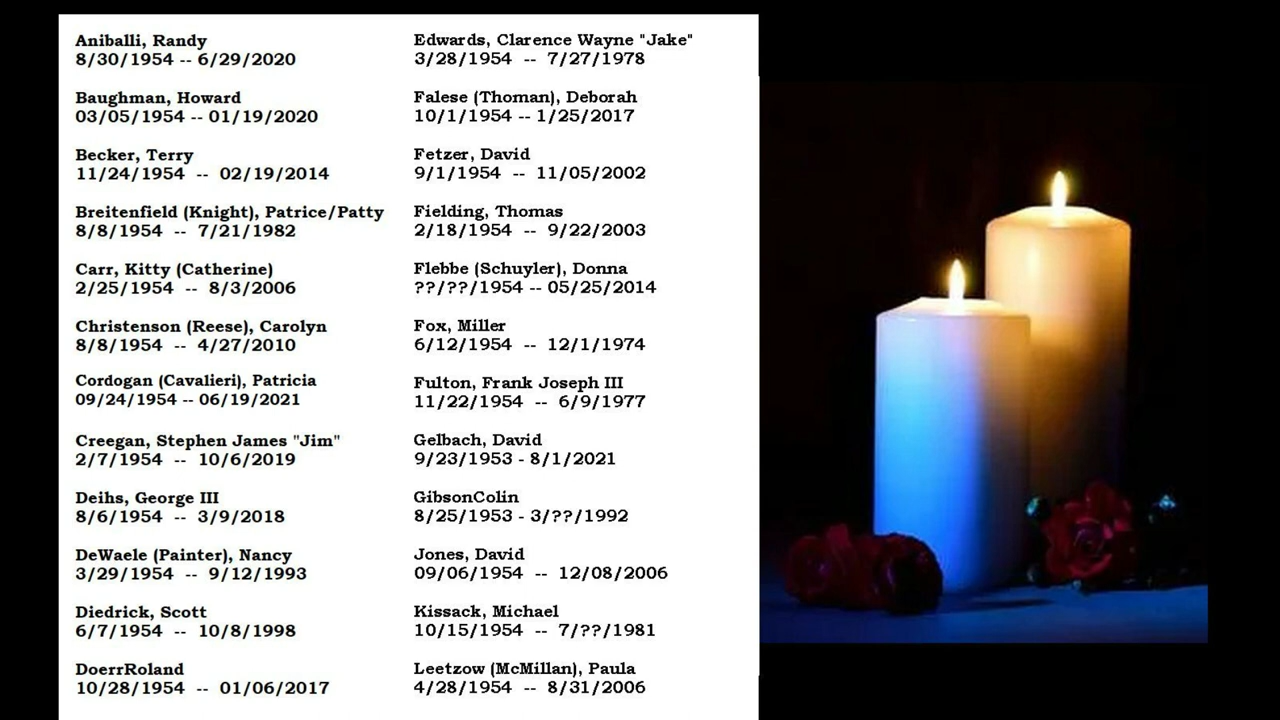 Aniballi, Randy
8/30/1954 -- 6/29/2020
Baughman, Howard
03/05/1954 -- 01/19/2020
Becker, Terry
11/24/1954 -- 02/19/2014
Breitenfield (Knight), Patrice/Patty
8/8/1954 -- 7/21/1982
Carr, Kitty (Catherine)
2/25/1954 -- 8/3/2006
Christenson (Reese), Carolyn
8/8/1954 -- 4/27/2010
Cordogan (Cavalieri), Patricia
09/24/1954 -- 06/19/2021
Creegan, Stephen James "Jim"
2/7/1954 -- 10/6/2019
Deihs, George III
8/6/1954 -- 3/9/2018
DeWaele (Painter), Nancy
3/29/1954 -- 9/12/1993
Diedrick, Scott
6/7/1954 -- 10/8/1998
DoerrRoland
10/28/1954 -- 01/06/2017
Edwards, Clarence Wayne "Jake"
3/28/1954 -- 7/27/1978
Falese (Thoman), Deborah
10/1/1954 -- 1/25/2017
Fetzer, David
9/1/1954 -- 11/05/2002
Fielding, Thomas
2/18/1954 -- 9/22/2003
Flebbe (Schuyler), Donna
??/??/1954 -- 05/25/2014
Fox, Miller
6/12/1954 -- 12/1/1974
Fulton, Frank Joseph III
11/22/1954 -- 6/9/1977
Gelbach, David
9/23/1953 - 8/1/2021
GibsonColin
8/25/1953 - 3/??/1992
Jones, David
09/06/1954 -- 12/08/2006
Kissack, Michael
10/15/1954 -- 7/??/1981
Leetzow (McMillan), Paula
4/28/1954 -- 8/31/2006